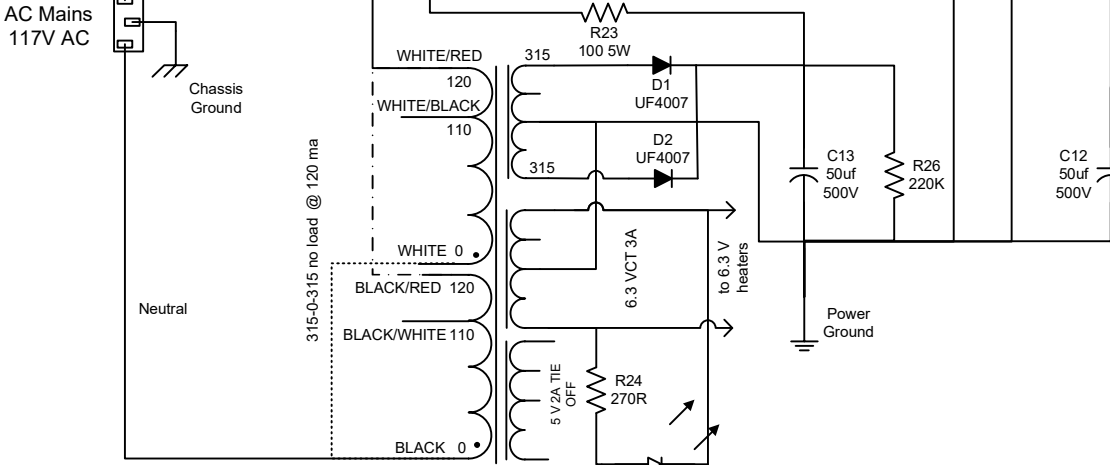 AC Mains
117V AC
Chassis
Ground
Neutral
315-0-315 no load @ 120 ma
WHITE/RED
120
WHITE/BLACK
110
WHITE 0
BLACK/RED 120
BLACK/WHITE 110
BLACK 0
R23
100 5W
315
D1
UF4007
D2
UF4007
315
6.3 VCT 3A
to 6.3 V
heaters
5 V 2A TIE
OFF
R24
270R
C13
50uf
500V
R26
220K
Power
Ground
C12
50uf
500V